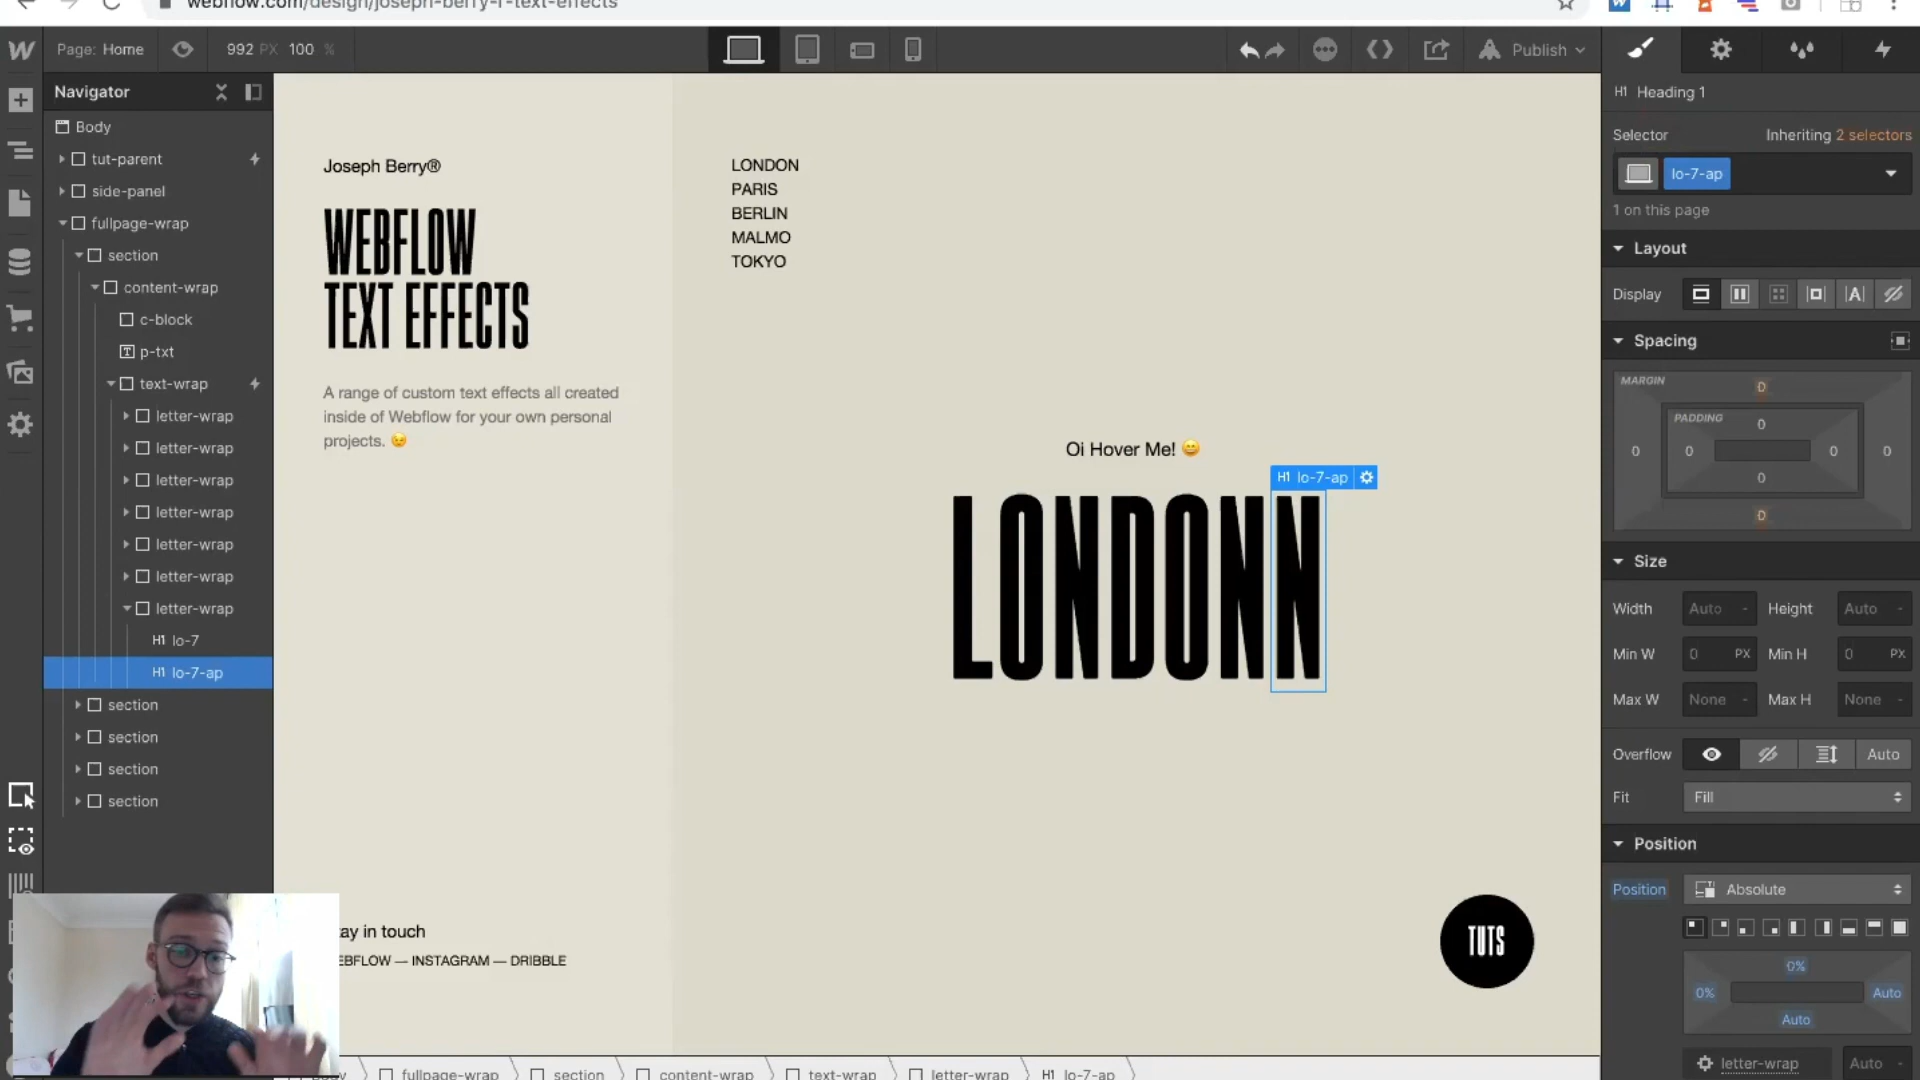 webflow.com/design/joseph-berry-r-text-effects
Page: Home
992 PX 100 %
Publish
Navigator
Body
tut-parent
side-panel
fullpage-wrap
section
content-wrap
c-block
p-txt
text-wrap
letter-wrap
letter-wrap
letter-wrap
letter-wrap
letter-wrap
letter-wrap
letter-wrap
H1 lo-7
H1 lo-7-ap
section
section
section
section
Joseph Berry®
WEBFLOW
TEXT EFFECTS
A range of custom text effects all created
inside of Webflow for your own personal
projects. 😉
tay in touch
EBFLOW — INSTAGRAM — DRIBBLE
LONDON
PARIS
BERLIN
MALMO
TOKYO
Oi Hover Me! 😄
H1 lo-7-ap
LONDONN
TUTS
fullpage-wrap
section
content-wrap
text-wrap
letter-wrap
H1 lo-7-ap
H1 Heading 1
Selector
Inheriting 2 selectors
lo-7-ap
1 on this page
Layout
Display
Spacing
MARGIN
0
PADDING
0
0
0
0
0
0
0
Size
Width Auto - Height Auto -
Min W 0 PX Min H 0 PX
Max W None - Max H None -
Overflow
Auto
Fit
Fill
Position
Position
Absolute
0%
0%
Auto
Auto
letter-wrap
Auto -